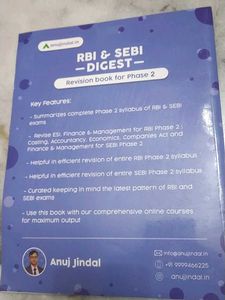 anujjindal.in
RBI & SEBI
–DIGEST–
Revision book for Phase 2
Key Features:
- Summarizes complete Phase 2 syllabus of RBI & SEBI
exams
- Revise ESI, Finance & Management for RBI Phase 2 ;
Costing, Accountancy, Economics, Companies Act and
Finance & Management for SEBI Phase 2
- Helpful in efficient revision of entire RBI Phase 2 syllabus
- Helpful in efficient revision of entire SEBI Phase 2 syllabus
- Curated keeping in mind the latest pattern of RBI and
SEBI exams
- Use this book with our comprehensive online courses
for maximum output
Anuj Jindal
info@anujjindal.in
+91 9999466225
anujjindal.in